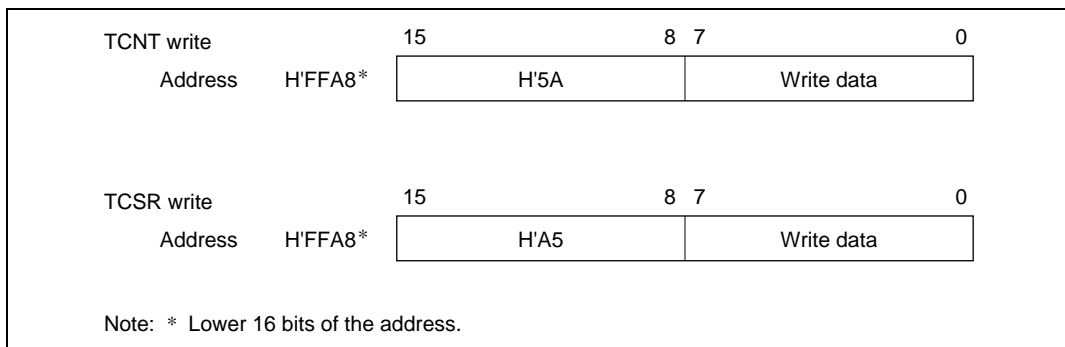 TCNT write 15 8 7 0
Address H'FFA8* H'5A Write data
TCSR write 15 8 7 0
Address H'FFA8* H'A5 Write data
Note: * Lower 16 bits of the address.